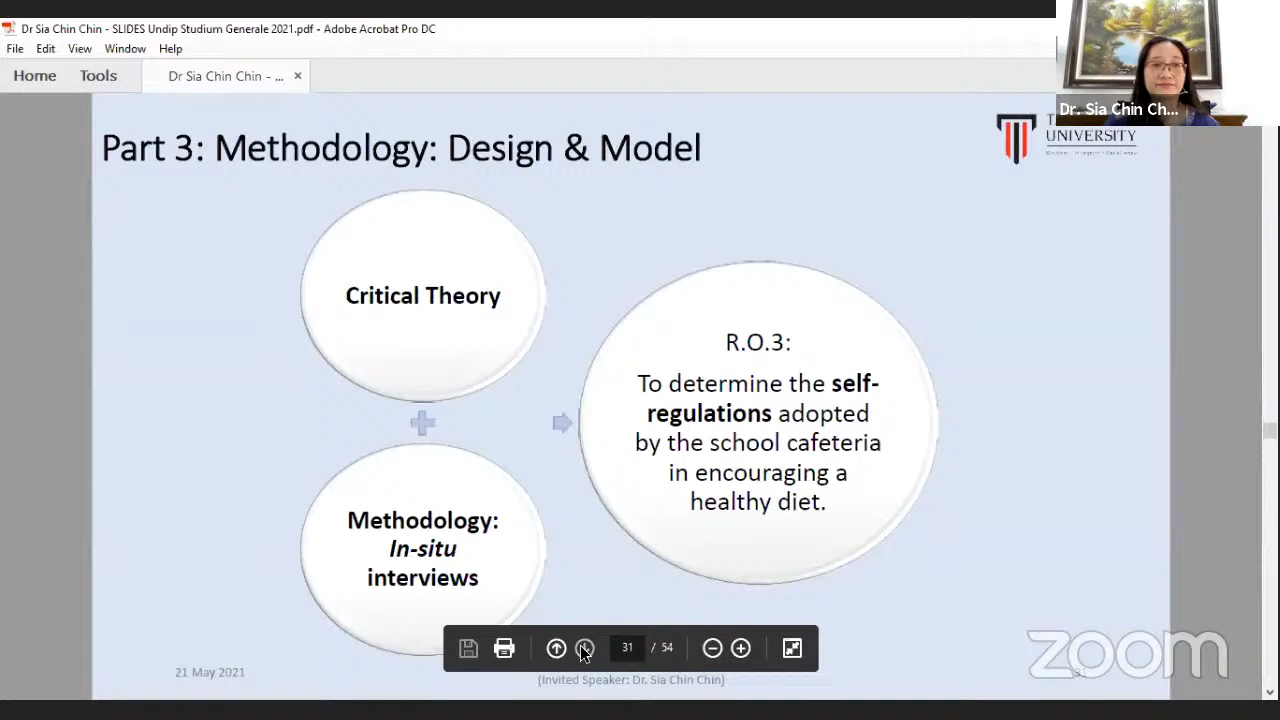 Dr Sia Chin Chin - SLIDES Undip Studium Generale 2021.pdf - Adobe Acrobat Pro DC
File Edit View Window Help
Home Tools Dr Sia Chin Chin - ... ×
Dr. Sia Chin Ch...
Part 3: Methodology: Design & Model
UNIVERSITY
Critical Theory
R.O.3:
To determine the self-
regulations adopted
by the school cafeteria
in encouraging a
healthy diet.
Methodology:
In-situ
interviews
31 / 54
21 May 2021
(Invited Speaker: Dr. Sia Chin Chin)
zoom